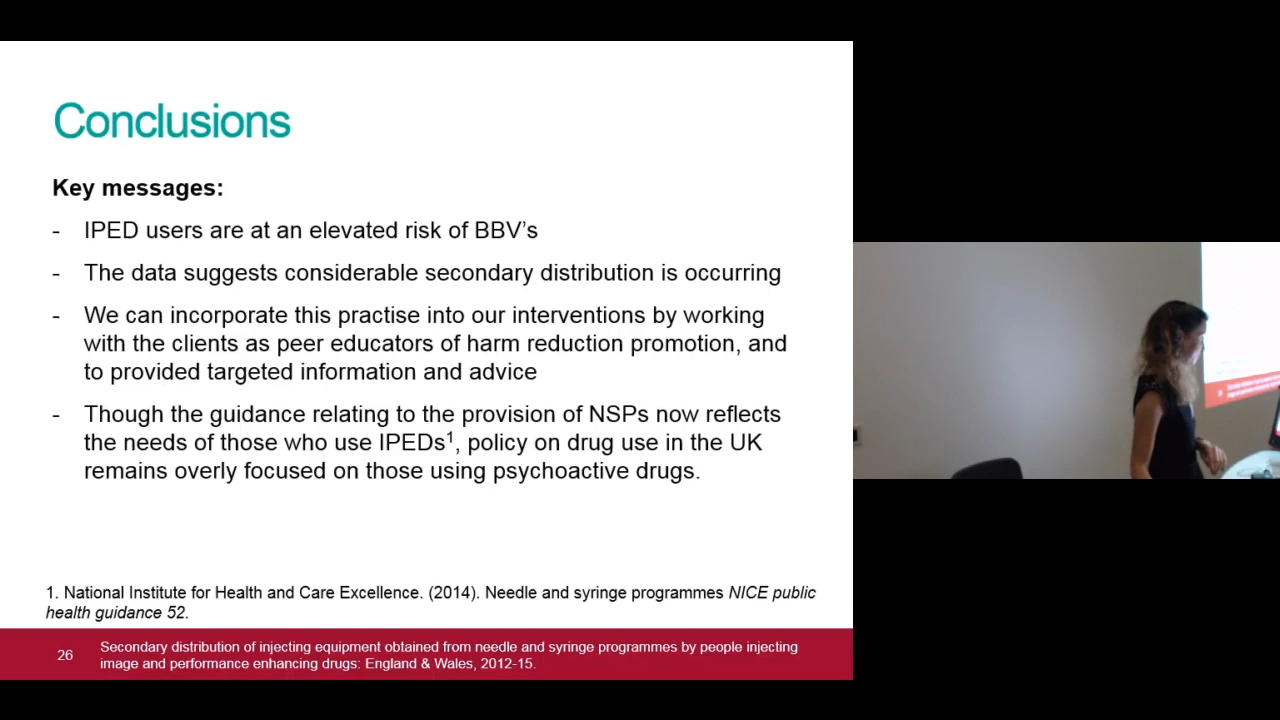 Conclusions
Key messages:
- IPED users are at an elevated risk of BBV's
- The data suggests considerable secondary distribution is occurring
- We can incorporate this practise into our interventions by working
with the clients as peer educators of harm reduction promotion, and
to provided targeted information and advice
- Though the guidance relating to the provision of NSPs now reflects
the needs of those who use IPEDs¹, policy on drug use in the UK
remains overly focused on those using psychoactive drugs.
1. National Institute for Health and Care Excellence. (2014). Needle and syringe programmes NICE public
health guidance 52.
26
Secondary distribution of injecting equipment obtained from needle and syringe programmes by people injecting
image and performance enhancing drugs: England & Wales, 2012-15.